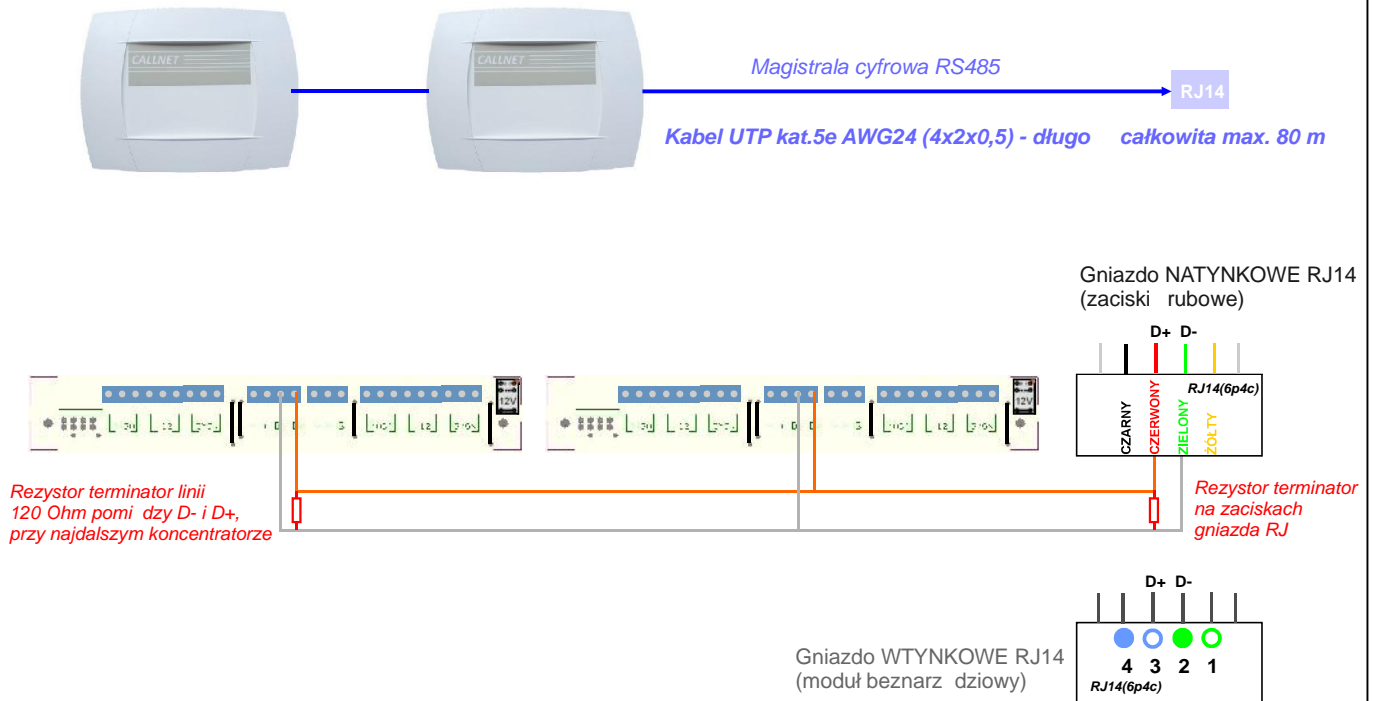 CALLNET
CALLNET
Magistrala cyfrowa RS485
RJ14
Kabel UTP kat.5e AWG24 (4x2x0,5) - długo całkowita max. 80 m
Gniazdo NATYNKOWE RJ14
(zaciski rubowe)
D+ D-
RJ14(6p4c)
CZARNY
CZERWONY
ZIELONY
ŻÓŁTY
12V
12V
Rezystor terminator linii
120 Ohm pomi dzy D- i D+,
przy najdalszym koncentratorze
Rezystor terminator
na zaciskach
gniazda RJ
D+ D-
4 3 2 1
RJ14(6p4c)
Gniazdo WTYNKOWE RJ14
(moduł beznarz dziowy)